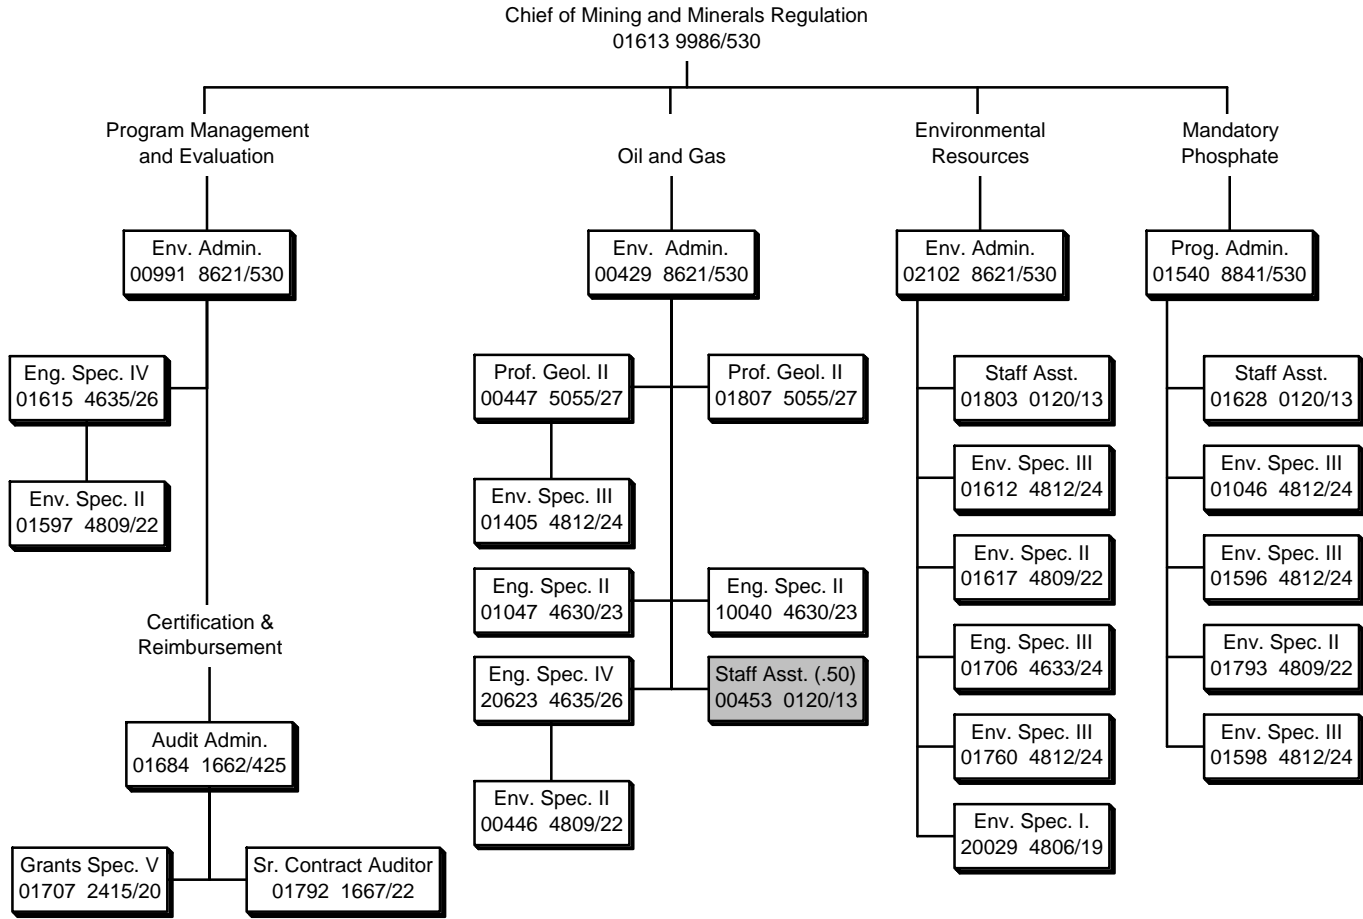 Chief of Mining and Minerals Regulation
01613 9986/530
Program Management
and Evaluation
Env. Admin.
00991 8621/530
Eng. Spec. IV
01615 4635/26
Env. Spec. II
01597 4809/22
Certification &
Reimbursement
Audit Admin.
01684 1662/425
Grants Spec. V
01707 2415/20
Sr. Contract Auditor
01792 1667/22
Oil and Gas
Env. Admin.
00429 8621/530
Prof. Geol. II
00447 5055/27
Prof. Geol. II
01807 5055/27
Env. Spec. III
01405 4812/24
Eng. Spec. II
01047 4630/23
Eng. Spec. II
10040 4630/23
Eng. Spec. IV
20623 4635/26
Staff Asst. (.50)
00453 0120/13
Env. Spec. II
00446 4809/22
Environmental
Resources
Env. Admin.
02102 8621/530
Staff Asst.
01803 0120/13
Env. Spec. III
01612 4812/24
Env. Spec. II
01617 4809/22
Eng. Spec. III
01706 4633/24
Env. Spec. III
01760 4812/24
Env. Spec. I.
20029 4806/19
Mandatory
Phosphate
Prog. Admin.
01540 8841/530
Staff Asst.
01628 0120/13
Env. Spec. III
01046 4812/24
Env. Spec. III
01596 4812/24
Env. Spec. II
01793 4809/22
Env. Spec. III
01598 4812/24